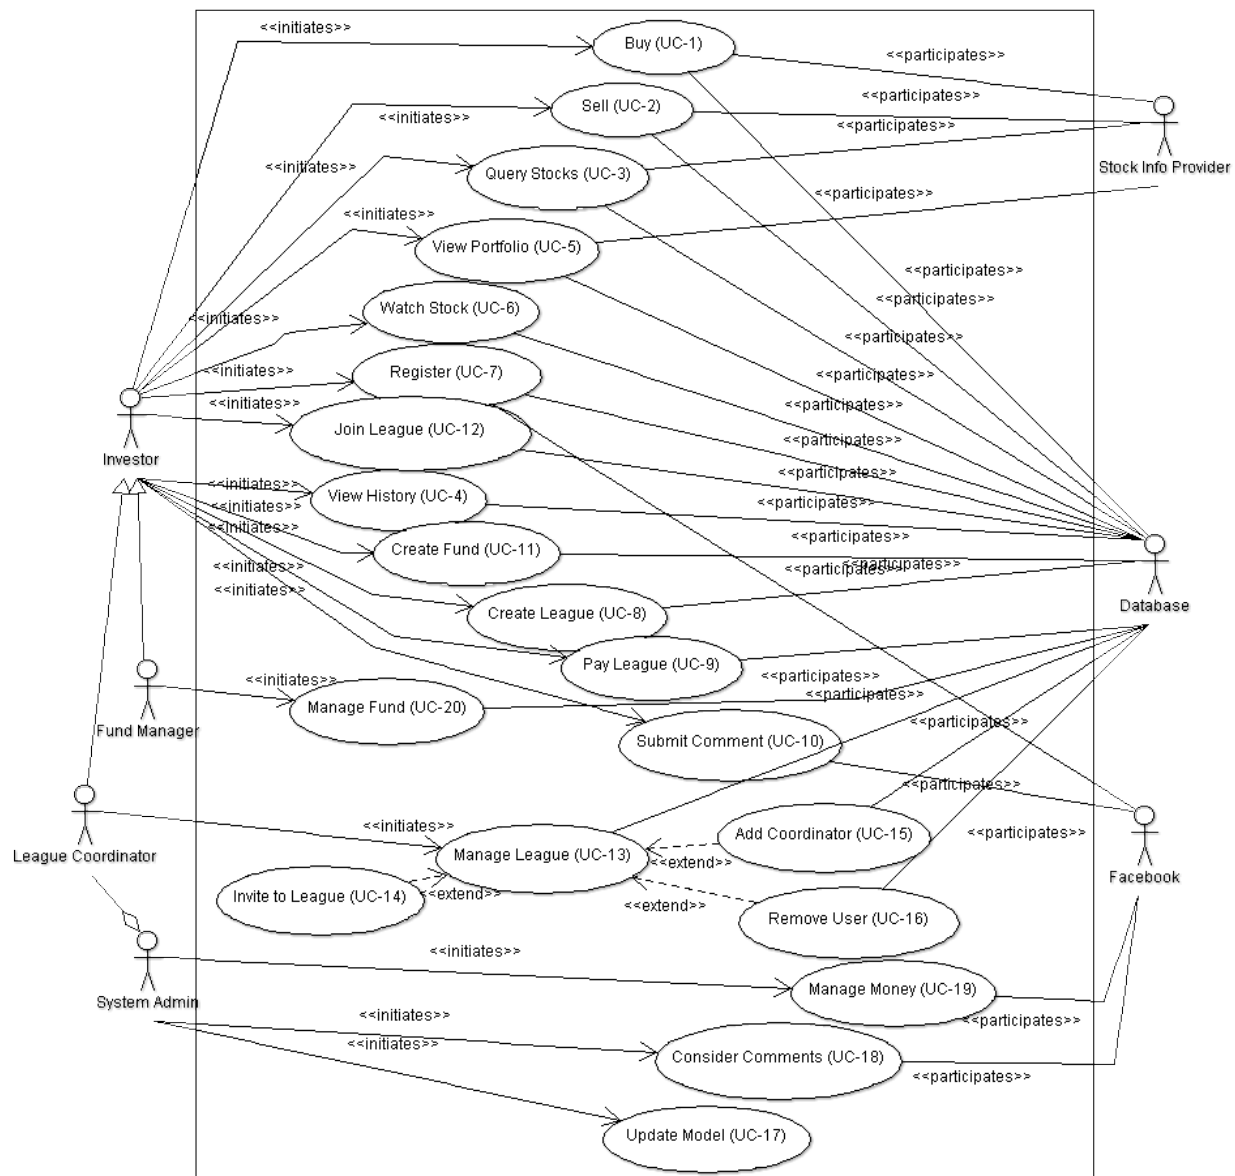 <<initiates>>
Buy (UC-1)
<<participates>>
Sell (UC-2)
<<participates>>
<<initiates>>
<<participates>>
Stock Info Provider
<<initiates>>
Query Stocks (UC-3)
<<participates>>
<<initiates>>
View Portfolio (UC-5)
<<participates>>
<<participates>>
Watch Stock (UC-6)
<<initiates>>
<<participates>>
<<initiates>>
Register (UC-7)
<<participates>>
<<initiates>>
<<participates>>
Join League (UC-12)
<<participates>>
Investor
<<participates>>
View History (UC-4)
<<initiates>>
<<participates>>
<<initiates>>
<<initiates>>
Create Fund (UC-11)
<<participates>>
<<participates>>
<<initiates>>
<<initiates>>
Create League (UC-8)
Database
Pay League (UC-9)
<<participates>>
<<initiates>>
<<participates>>
Manage Fund (UC-20)
Fund Manager
<<participates>>
Submit Comment (UC-10)
<<participates>>
<<initiates>>
Add Coordinator (UC-15)
<<participates>>
League Coordinator
Manage League (UC-13)
<<extend>>
Facebook
Invite to League (UC-14)
<<extend>>
<<extend>>
Remove User (UC-16)
<<initiates>>
System Admin
Manage Money (UC-19)
<<initiates>>
<<participates>>
<<initiates>>
Consider Comments (UC-18)
<<participates>>
Update Model (UC-17)